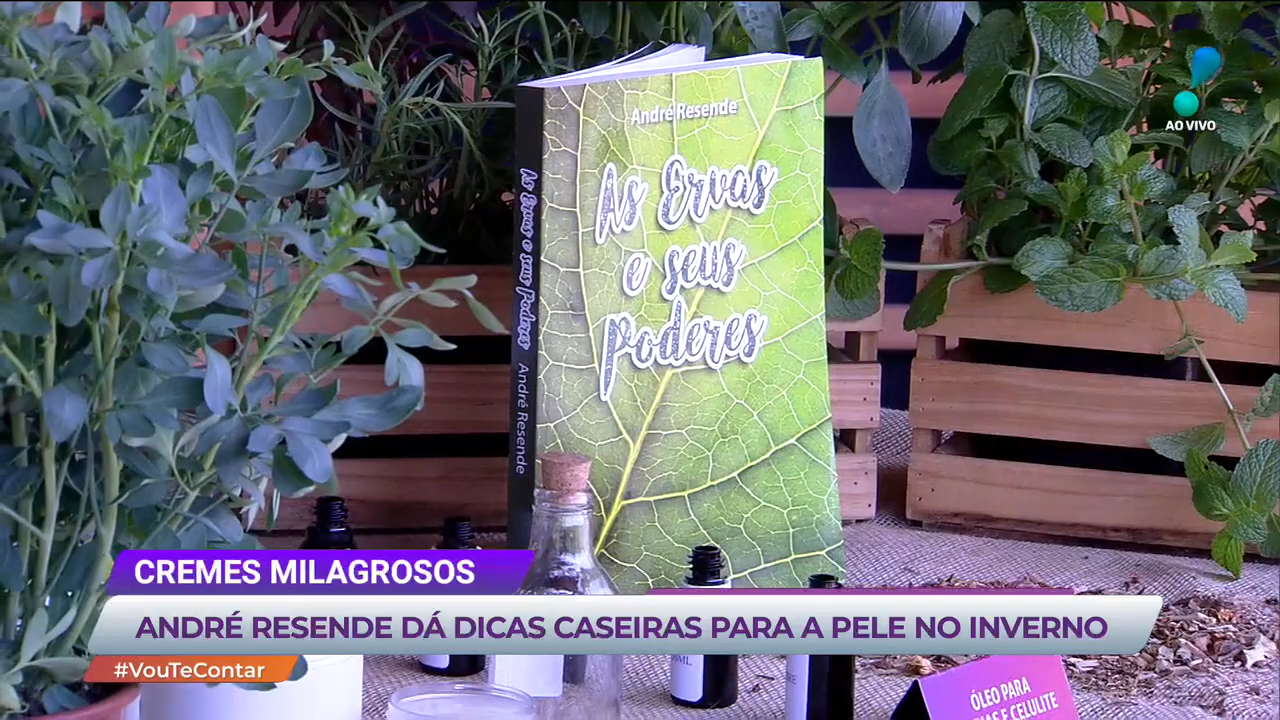 AO VIVO
André Resende
As Ervas
e seus
Poderes
As Ervas e seus Poderes André Resende
CREMES MILAGROSOS
ANDRÉ RESENDE DÁ DICAS CASEIRAS PARA A PELE NO INVERNO
#VouTeContar
ÓLEO PARA
E CELULITE